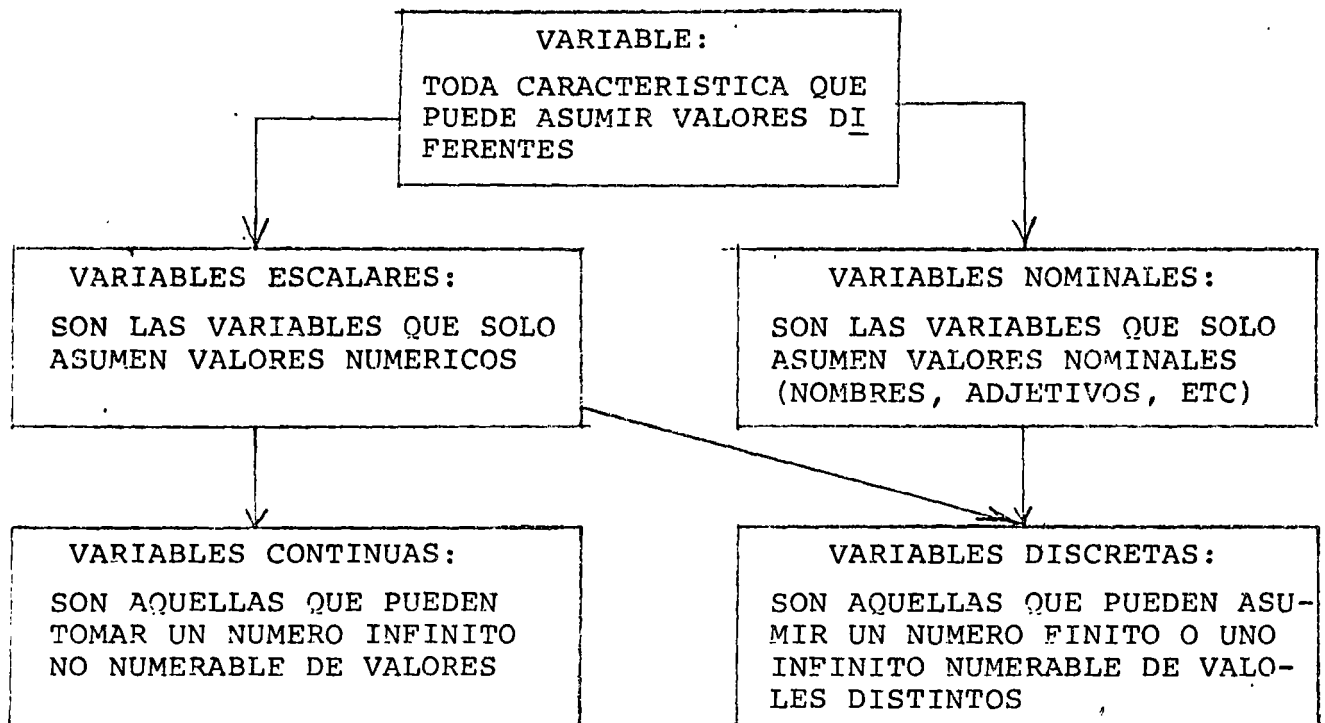 VARIABLE:
TODA CARACTERISTICA QUE
PUEDE ASUMIR VALORES DI
FERENTES
VARIABLES ESCALARES:
SON LAS VARIABLES QUE SOLO
ASUMEN VALORES NUMERICOS
VARIABLES NOMINALES:
SON LAS VARIABLES QUE SOLO
ASUMEN VALORES NOMINALES
(NOMBRES, ADJETIVOS, ETC)
VARIABLES CONTINUAS:
SON AQUELLAS QUE PUEDEN
TOMAR UN NUMERO INFINITO
NO NUMERABLE DE VALORES
VARIABLES DISCRETAS:
SON AQUELLAS QUE PUEDEN ASU-
MIR UN NUMERO FINITO O UNO
INFINITO NUMERABLE DE VALO-
LES DISTINTOS